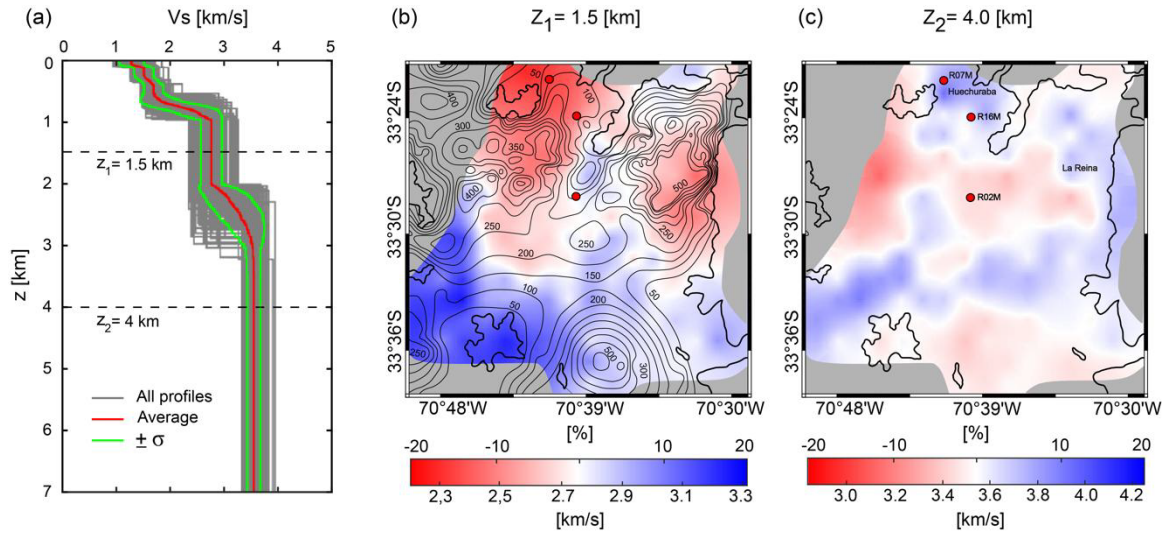 (a)
Vs [km/s]
0 1 2 3 4 5
0
1
2
3
4
5
6
7
z [km]
z1= 1.5 km
z2= 4 km
All profiles
Average
± σ
(b)
Z1= 1.5 [km]
400
300
50
100
350
400
500
250
250
250
200
150
100
50
50
200
250
500
300
33°24'S
33°30'S
33°36'S
70°48'W 70°39'W 70°30'W
[%]
-20 -10 10 20
2,3 2,5 2.7 2.9 3.1 3.3
[km/s]
(c)
Z2= 4.0 [km]
R07M
Huechuraba
R16M
La Reina
R02M
33°24'S
33°30'S
33°36'S
70°48'W 70°39'W 70°30'W
[%]
-20 -10 10 20
3.0 3.2 3.4 3.6 3.8 4.0 4.2
[km/s]